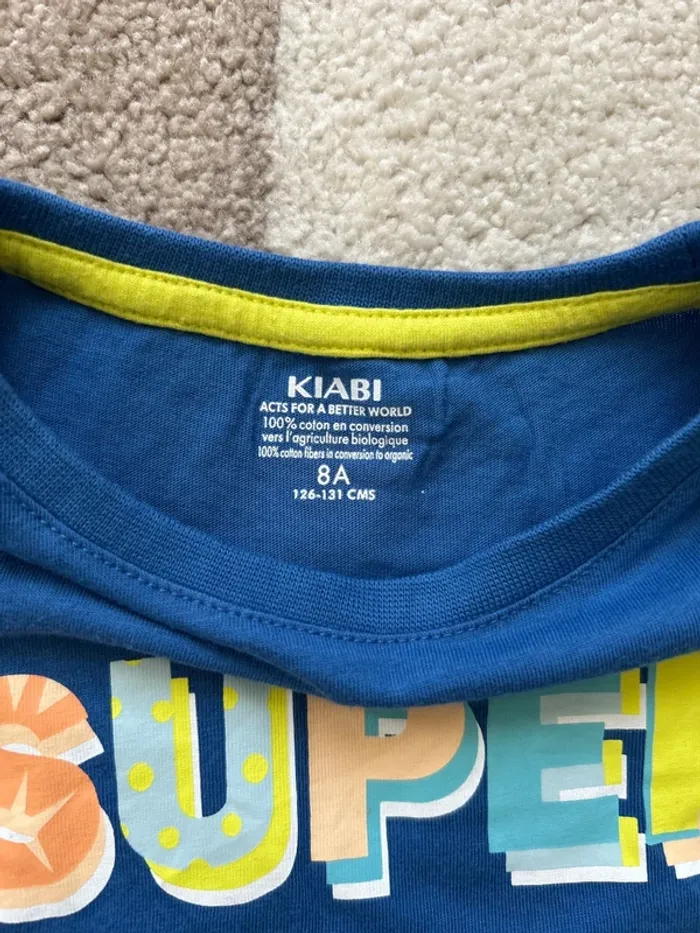 KIABI
ACTS FOR A BETTER WORLD
100% coton en conversion
vers l'agriculture biologique
100% cotton fibers in conversion to organic
8A
126-131 CMS
SUPE